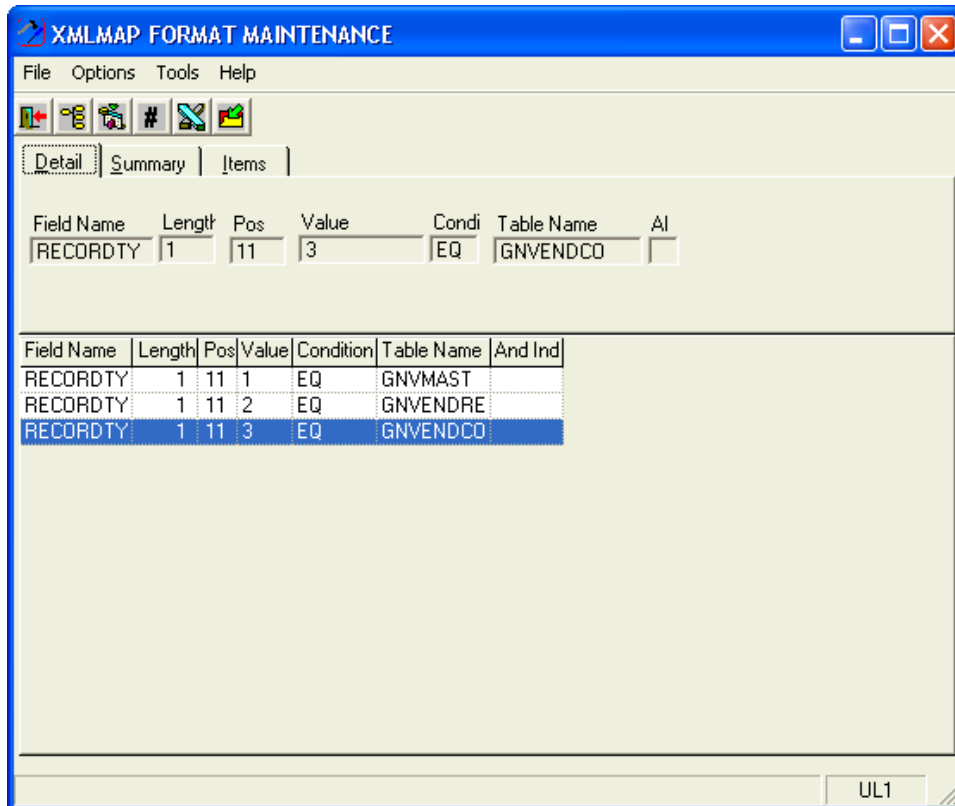 XMLMAP FORMAT MAINTENANCE
File Options Tools Help
#
Detail Summary Items
Field Name Length Pos Value Condi Table Name AI
RECORDTY 1 11 3 EQ GNVENDCO
Field Name Length Pos Value Condition Table Name And Ind
RECORDTY 1 11 1 EQ GNVMAST
RECORDTY 1 11 2 EQ GNVENDRE
RECORDTY 1 11 3 EQ GNVENDCO
UL1